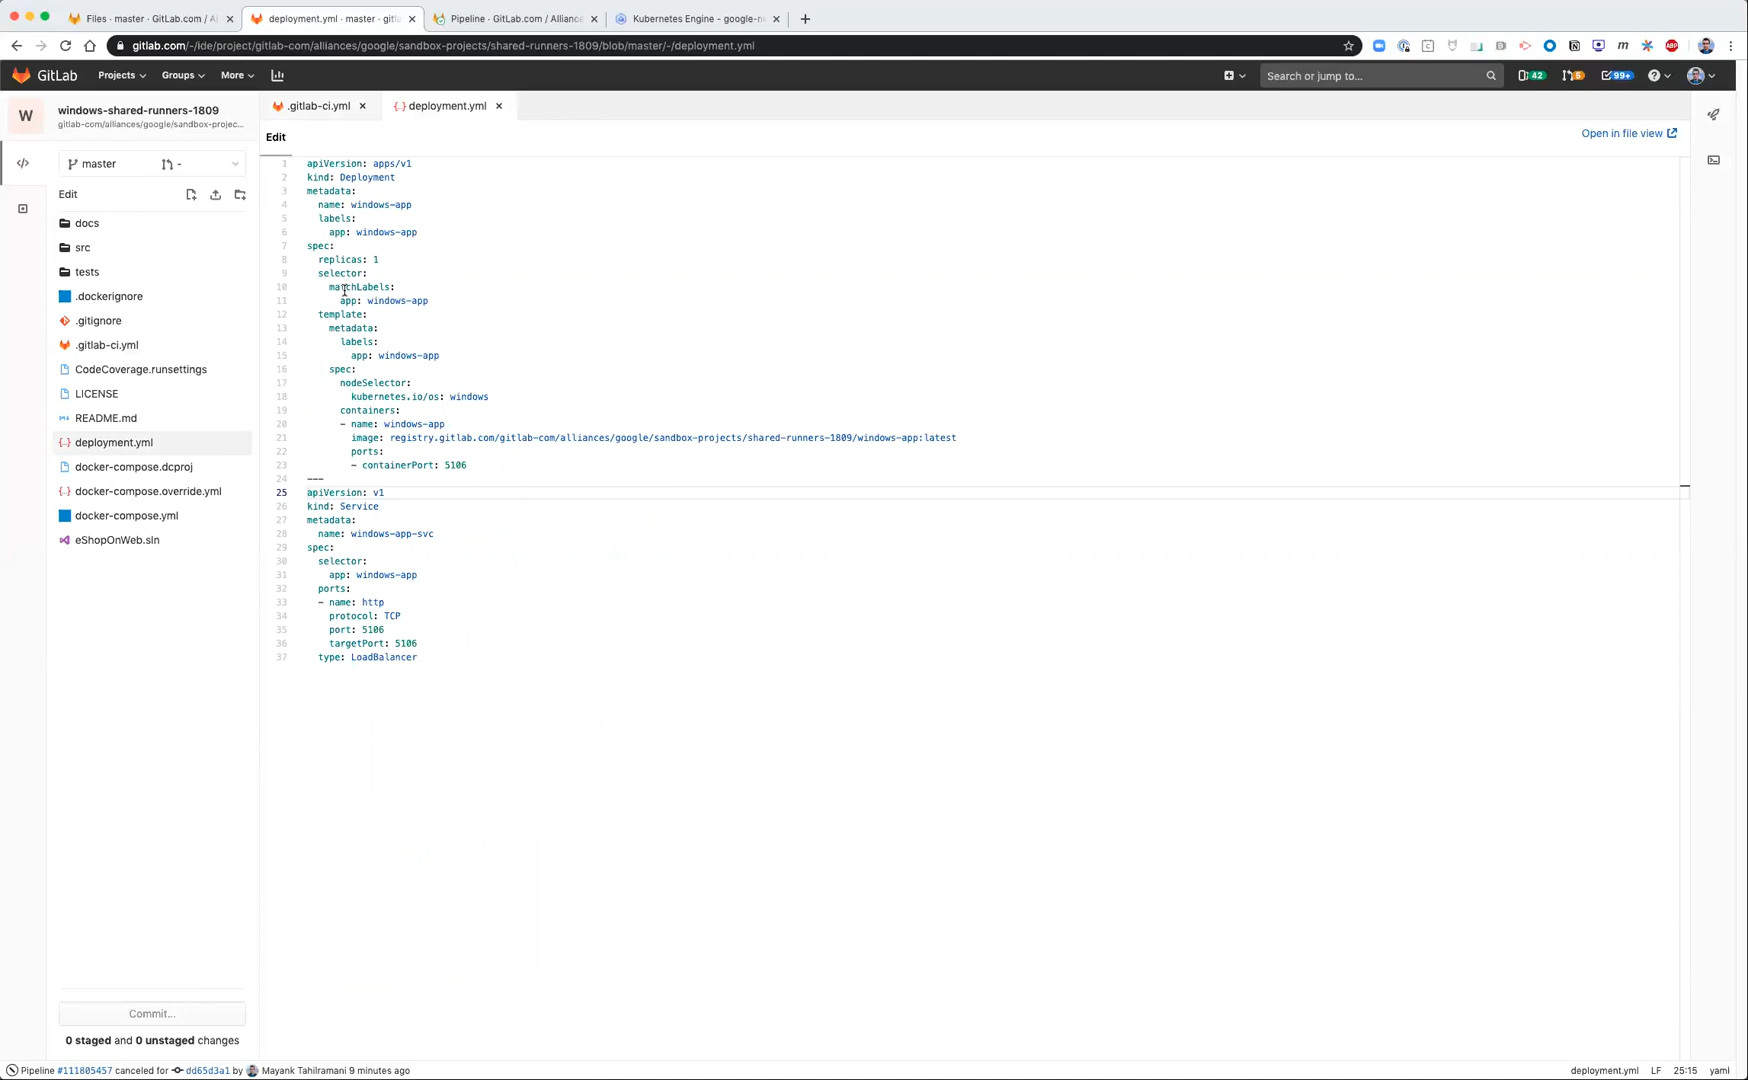 Files · master · GitLab.com / A
deployment.yml · master · gitla
Pipeline · GitLab.com / Alliance
Kubernetes Engine - google-n
gitlab.com/-/ide/project/gitlab-com/alliances/google/sandbox-projects/shared-runners-1809/blob/master/-/deployment.yml
GitLab
Projects
Groups
More
Search or jump to...
42
5
99+
W
windows-shared-runners-1809
gitlab-com/alliances/google/sandbox-projec...
master
-
Edit
docs
src
tests
.dockerignore
.gitignore
.gitlab-ci.yml
CodeCoverage.runsettings
LICENSE
README.md
deployment.yml
docker-compose.dcproj
docker-compose.override.yml
docker-compose.yml
eShopOnWeb.sln
Commit...
0 staged and 0 unstaged changes
.gitlab-ci.yml
deployment.yml
Edit
Open in file view
1 apiVersion: apps/v1
2 kind: Deployment
3 metadata:
4 name: windows-app
5 labels:
6 app: windows-app
7 spec:
8 replicas: 1
9 selector:
10 matchLabels:
11 app: windows-app
12 template:
13 metadata:
14 labels:
15 app: windows-app
16 spec:
17 nodeSelector:
18 kubernetes.io/os: windows
19 containers:
20 - name: windows-app
21 image: registry.gitlab.com/gitlab-com/alliances/google/sandbox-projects/shared-runners-1809/windows-app:latest
22 ports:
23 - containerPort: 5106
24 ---
25 apiVersion: v1
26 kind: Service
27 metadata:
28 name: windows-app-svc
29 spec:
30 selector:
31 app: windows-app
32 ports:
33 - name: http
34 protocol: TCP
35 port: 5106
36 targetPort: 5106
37 type: LoadBalancer
Pipeline #111805457 canceled for dd65d3a1 by Mayank Tahilramani 9 minutes ago
deployment.yml LF 25:15 yaml